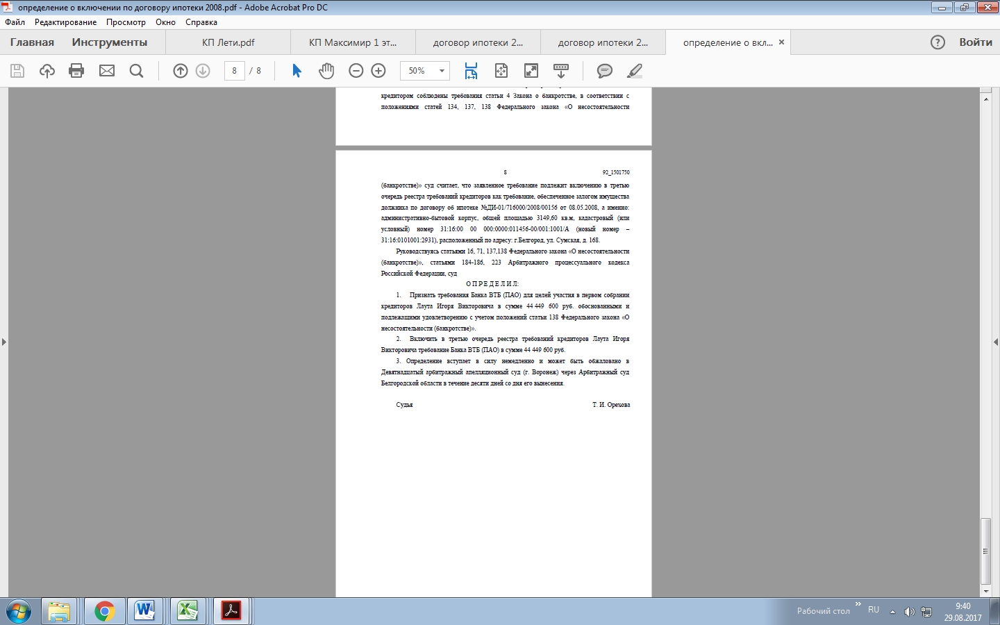 определение о включении по договору ипотеки 2008.pdf - Adobe Acrobat Pro DC
Файл Редактирование Просмотр Окно Справка
Главная Инструменты КП Лети.pdf КП Максимир 1 эт... договор ипотеки 2... договор ипотеки 2... определение о вкл... ×
Войти
8 / 8 50%
кредитором соблюдены требования статьи 4 Закона о банкротстве, в соответствии с
положениями статей 134, 137, 138 Федерального закона «О несостоятельности
8 92_1501750
(банкротстве)» суд считает, что заявленное требование подлежит включению в третью
очередь реестра требований кредиторов как требование, обеспеченное залогом имущества
должника по договору об ипотеке №ДИ-01/716000/2008/00156 от 08.05.2008, а именно:
административно-бытовой корпус, общей площадью 3149,60 кв.м, кадастровый (или
условный) номер 31:16:00 00 000:0000:011456-00/001:1001/А (новый номер –
31:16:0101001:2931), расположенный по адресу: г.Белгород, ул. Сумская, д. 168.
Руководствуясь статьями 16, 71, 137,138 Федерального закона «О несостоятельности
(банкротстве)», статьями 184-186, 223 Арбитражного процессуального кодекса
Российской Федерации, суд
О П Р Е Д Е Л И Л:
1. Признать требования Банка ВТБ (ПАО) для целей участия в первом собрании
кредиторов Лаута Игоря Викторовича в сумме 44 449 600 руб. обоснованными и
подлежащими удовлетворению с учетом положений статьи 138 Федерального закона «О
несостоятельности (банкротстве)».
2. Включить в третью очередь реестра требований кредиторов Лаута Игоря
Викторовича требование Банка ВТБ (ПАО) в сумме 44 449 600 руб.
3. Определение вступает в силу немедленно и может быть обжаловано в
Девятнадцатый арбитражный апелляционный суд (г. Воронеж) через Арбитражный суд
Белгородской области в течение десяти дней со дня его вынесения.
Судья Т. И. Орехова
Рабочий стол » RU 9:40
29.08.2017